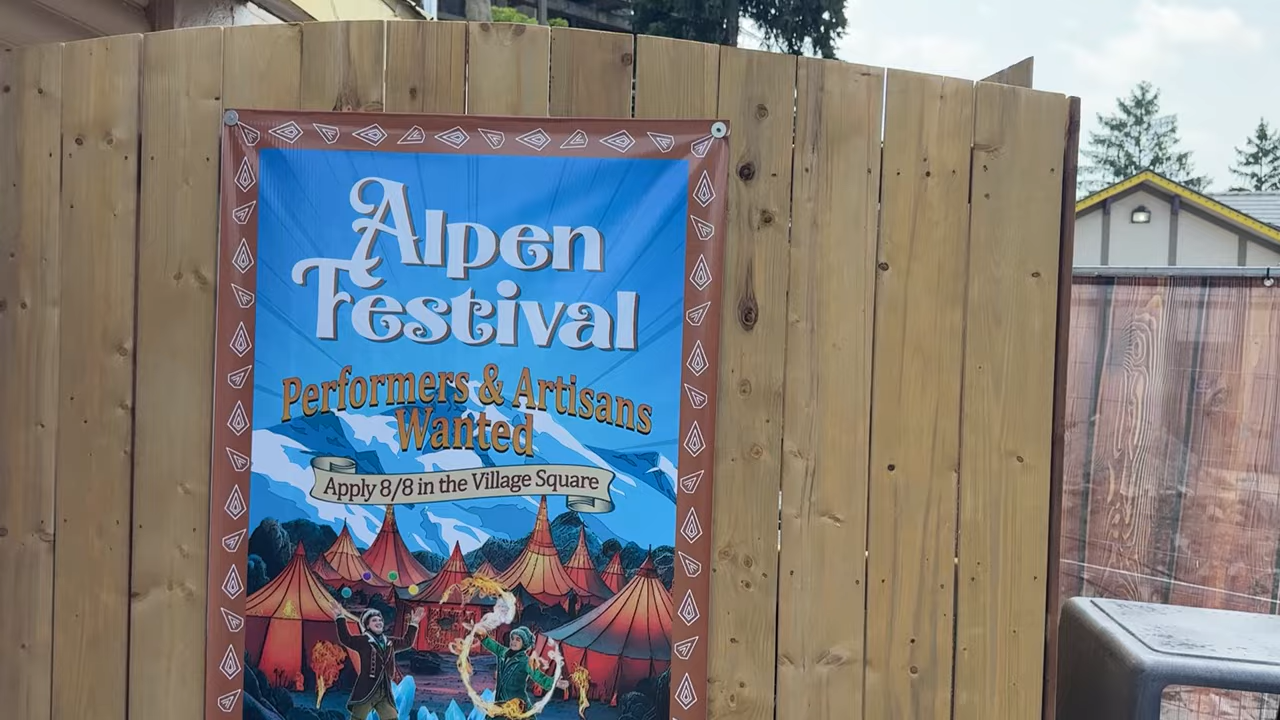 Alpen
Festival
Performers & Artisans
Wanted
Apply 8/8 in the Village Square